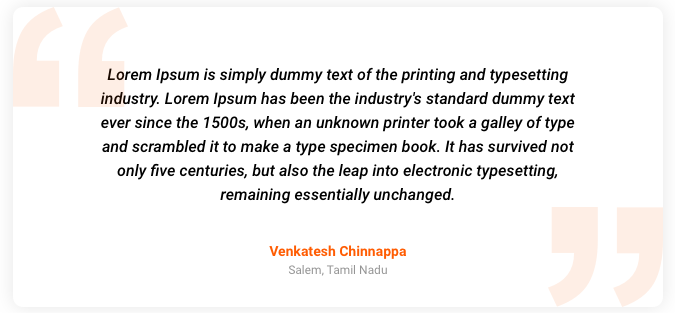 Lorem Ipsum is simply dummy text of the printing and typesetting
industry. Lorem Ipsum has been the industry's standard dummy text
ever since the 1500s, when an unknown printer took a galley of type
and scrambled it to make a type specimen book. It has survived not
only five centuries, but also the leap into electronic typesetting,
remaining essentially unchanged.
Venkatesh Chinnappa
Salem, Tamil Nadu